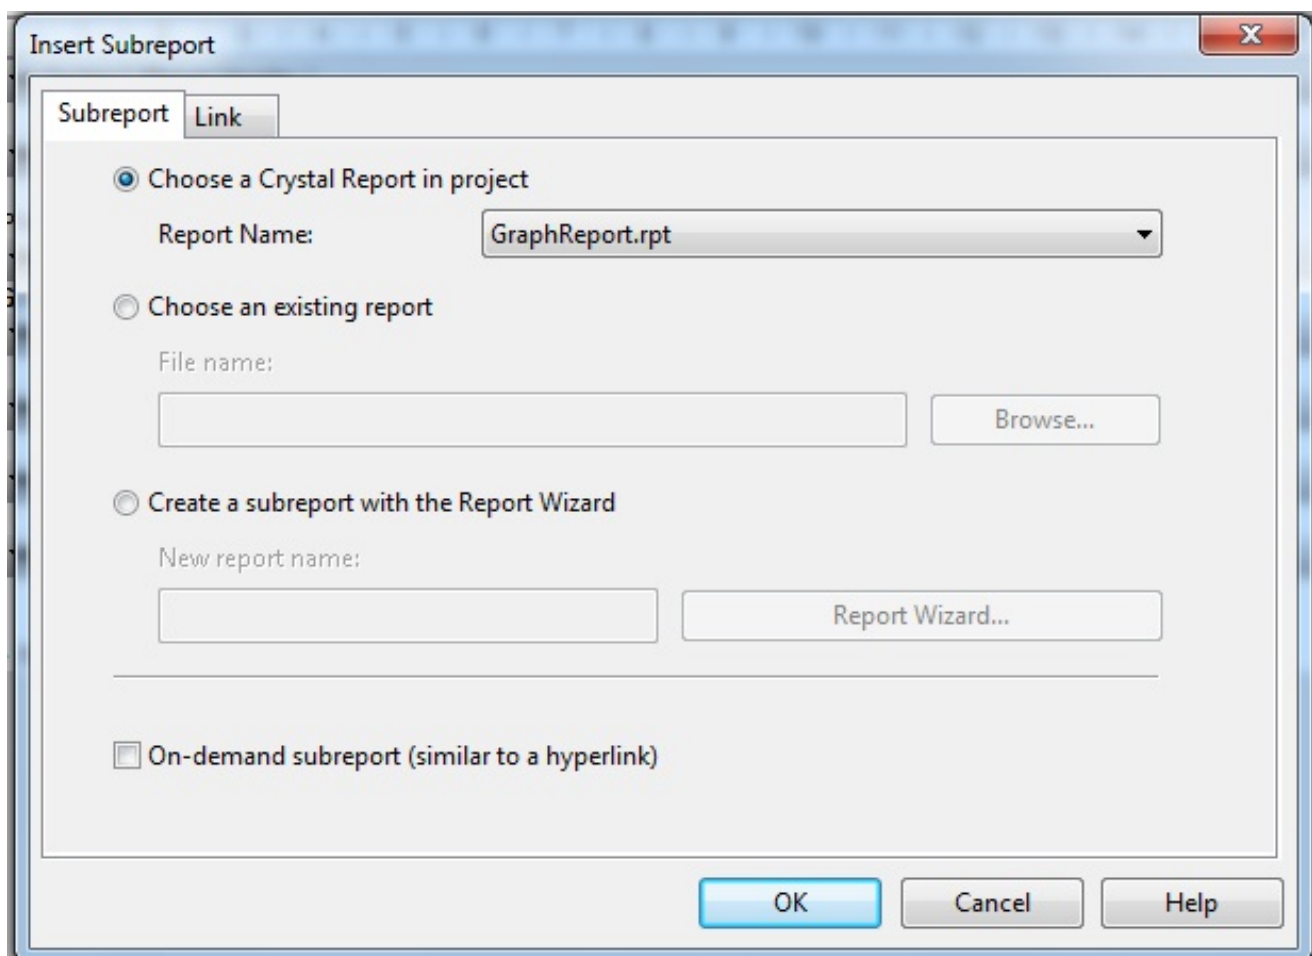 Insert Subreport
Subreport
Link
Choose a Crystal Report in project
Report Name:
GraphReport.rpt
Choose an existing report
File name:
Browse...
Create a subreport with the Report Wizard
New report name:
Report Wizard...
On-demand subreport (similar to a hyperlink)
OK
Cancel
Help